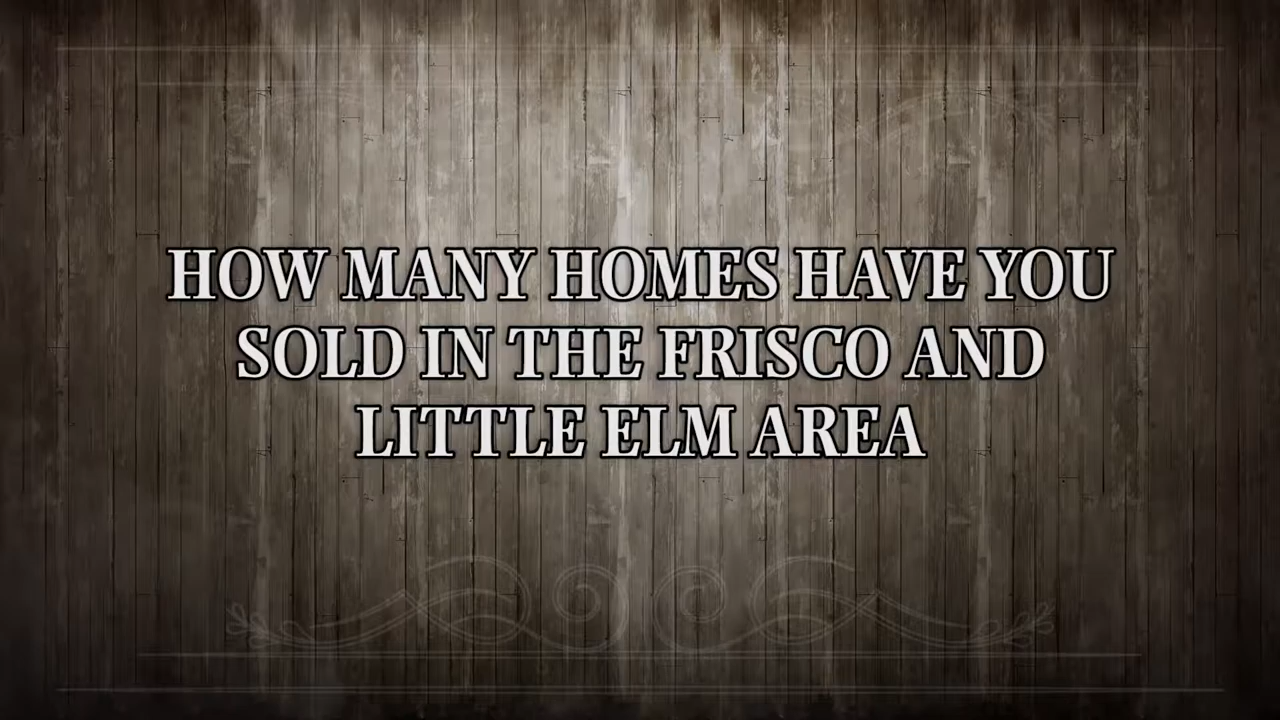 HOW MANY HOMES HAVE YOU
SOLD IN THE FRISCO AND
LITTLE ELM AREA